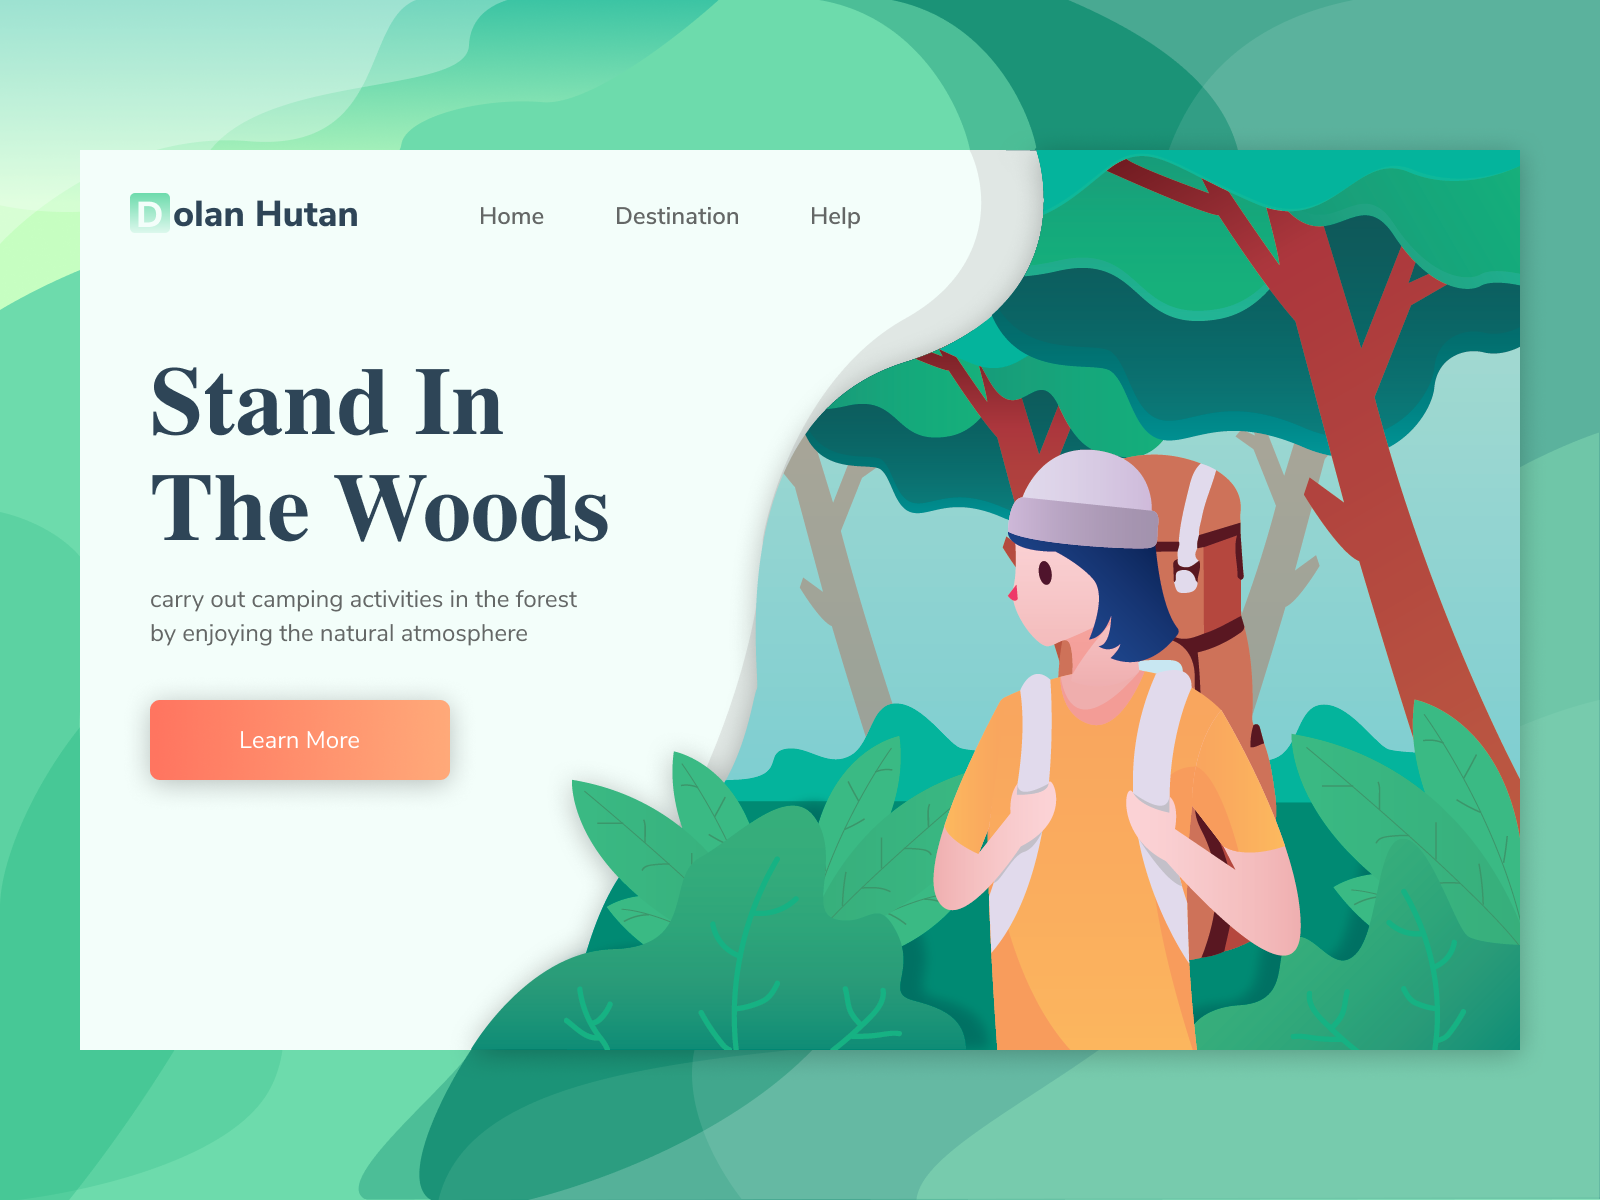 Dolan Hutan
Home Destination Help
Stand In
The Woods
carry out camping activities in the forest
by enjoying the natural atmosphere
Learn More